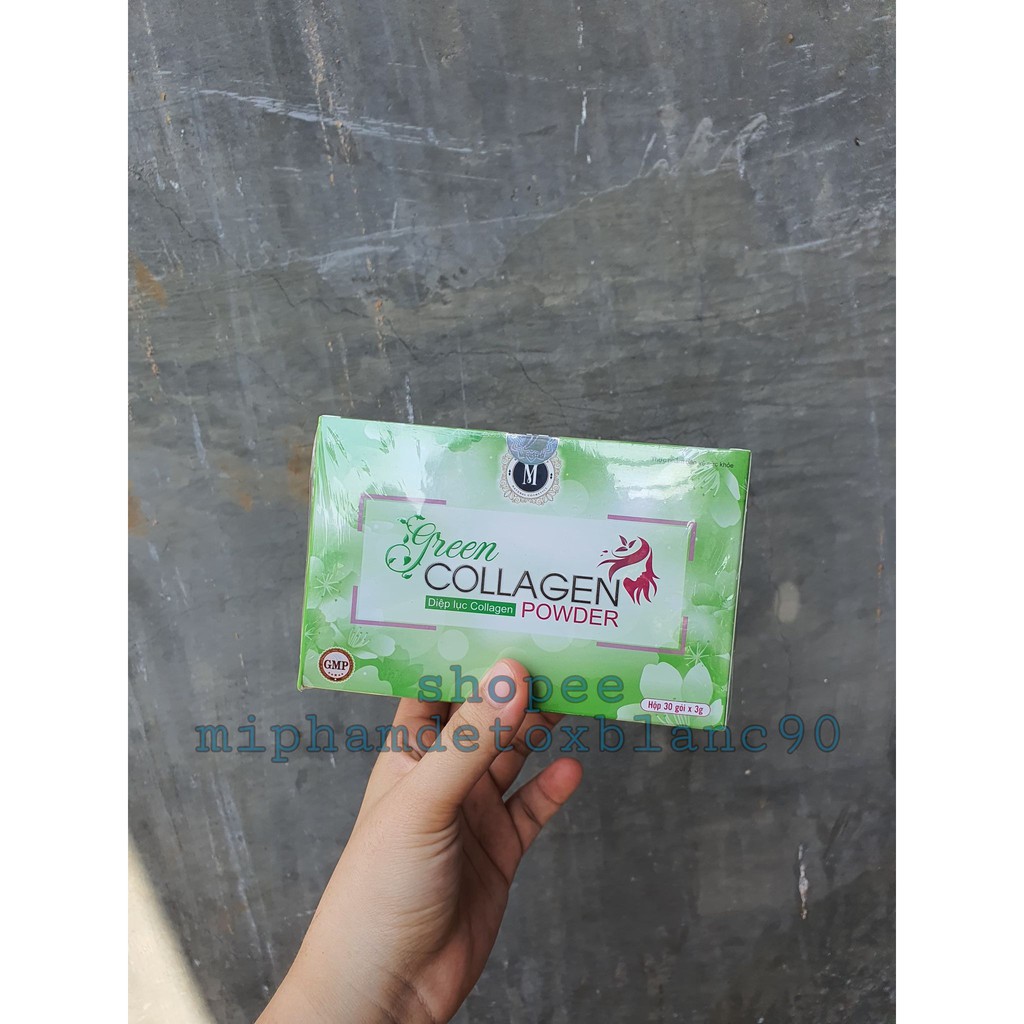 M
green
COLLAGEN
Diệp lục Collagen
POWDER
GMP
Hộp 30 gói x 3g
shopee
miphamdetoxblanc90